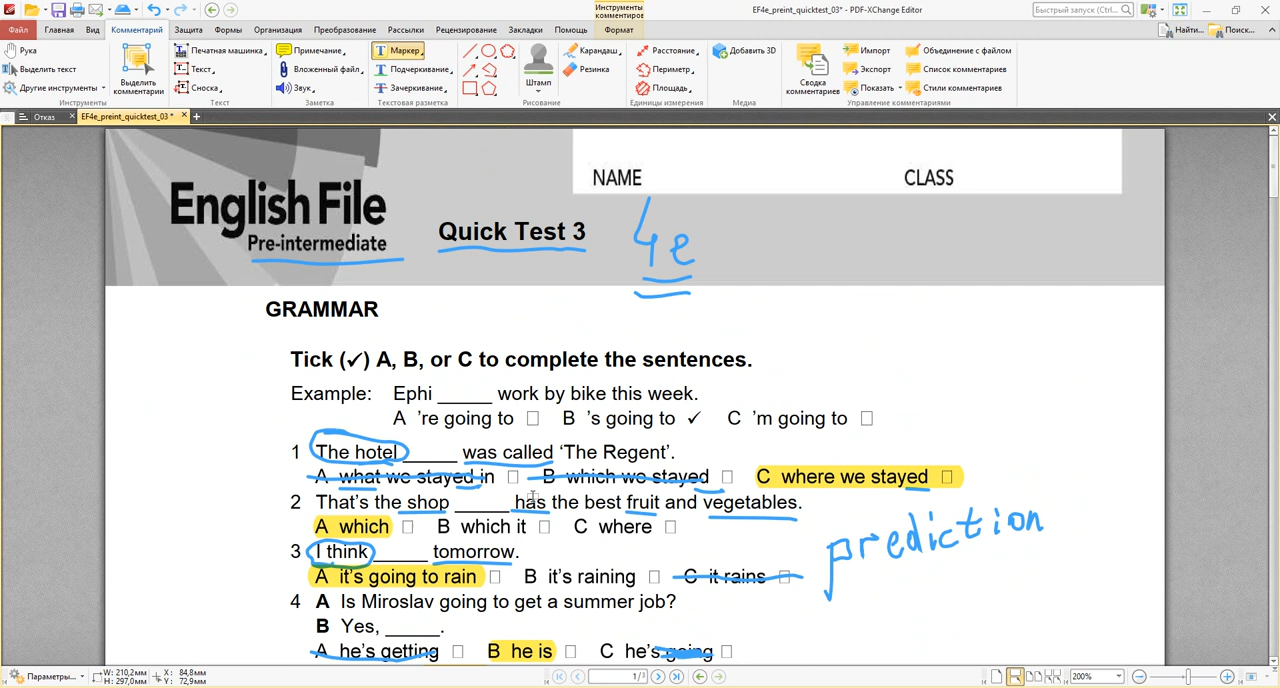 Инструменты комментиров
EF4e_preint_quicktest_03* - PDF-XChange Editor
Быстрый запуск (Ctrl...
Файл Главная Вид Комментарий Защита Формы Организация Преобразование Рассылки Рецензирование Закладки Помощь Формат Найти... Поиск...
Рука
Выделить текст
Другие инструменты
Инструменты
Выделить комментарии
Печатная машинка
Текст
Сноска
Текст
Примечание
Вложенный файл
Звук
Заметка
Маркер
Подчеркивание
Зачеркивание
Текстовая разметка
Карандаш
Резинка
Штамп
Рисование
Расстояние
Периметр
Площадь
Единицы измерения
Добавить 3D
Медиа
Сводка комментариев
Импорт
Экспорт
Показать
Объединение с файлом
Список комментариев
Стили комментариев
Управление комментариями
Отказ EF4e_preint_quicktest_03 *
NAME CLASS
English File
Pre-intermediate
Quick Test 3
4e
GRAMMAR
Tick (✓) A, B, or C to complete the sentences.
Example: Ephi _____ work by bike this week.
A ’re going to B ’s going to ✓ C ’m going to
1 The hotel _____ was called ‘The Regent’.
A what we stayed in B which we stayed C where we stayed
2 That’s the shop _____ has the best fruit and vegetables.
A which B which it C where
prediction
3 I think _____ tomorrow.
A it’s going to rain B it’s raining C it rains
4 A Is Miroslav going to get a summer job?
B Yes, _____.
A he’s getting B he is C he’s going
Параметры...
W: 210,2мм
H: 297,0мм
X: 84,8мм
Y: 72,9мм
200%